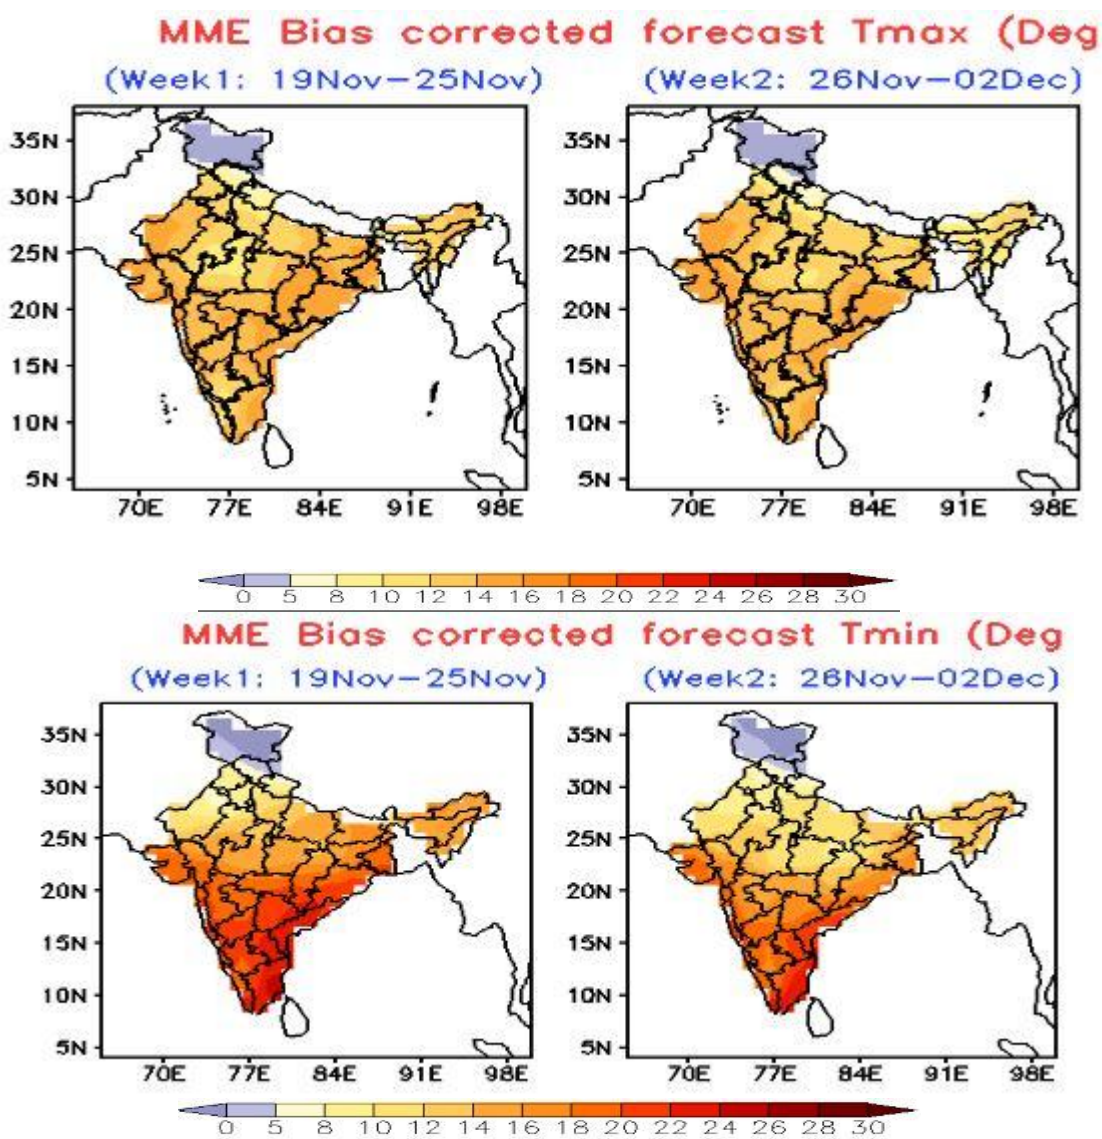 MME Bias corrected forecast Tmax (Deg
(Week1: 19Nov-25Nov) (Week2: 26Nov-02Dec)
35N 35N
30N 30N
25N 25N
20N 20N
15N 15N
10N 10N
5N 5N
70E 77E 84E 91E 98E 70E 77E 84E 91E 98E
0 5 8 10 12 14 16 18 20 22 24 26 28 30
MME Bias corrected forecast Tmin (Deg
(Week1: 19Nov-25Nov) (Week2: 26Nov-02Dec)
35N 35N
30N 30N
25N 25N
20N 20N
15N 15N
10N 10N
5N 5N
70E 77E 84E 91E 98E 70E 77E 84E 91E 98E
0 5 8 10 12 14 16 18 20 22 24 26 28 30